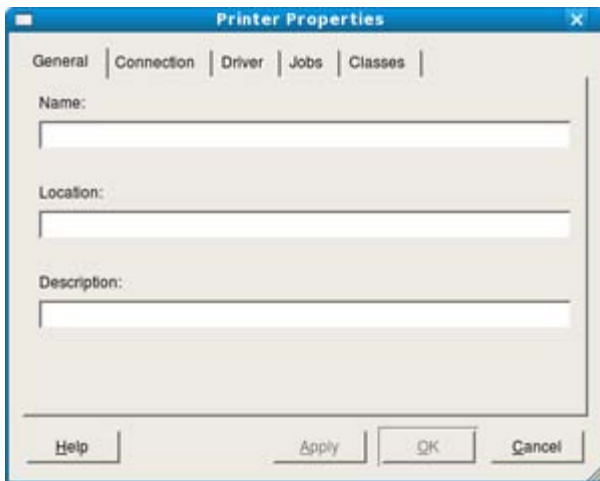 Printer Properties
General Connection Driver Jobs Classes
Name:
Location:
Description:
Help Apply OK Cancel